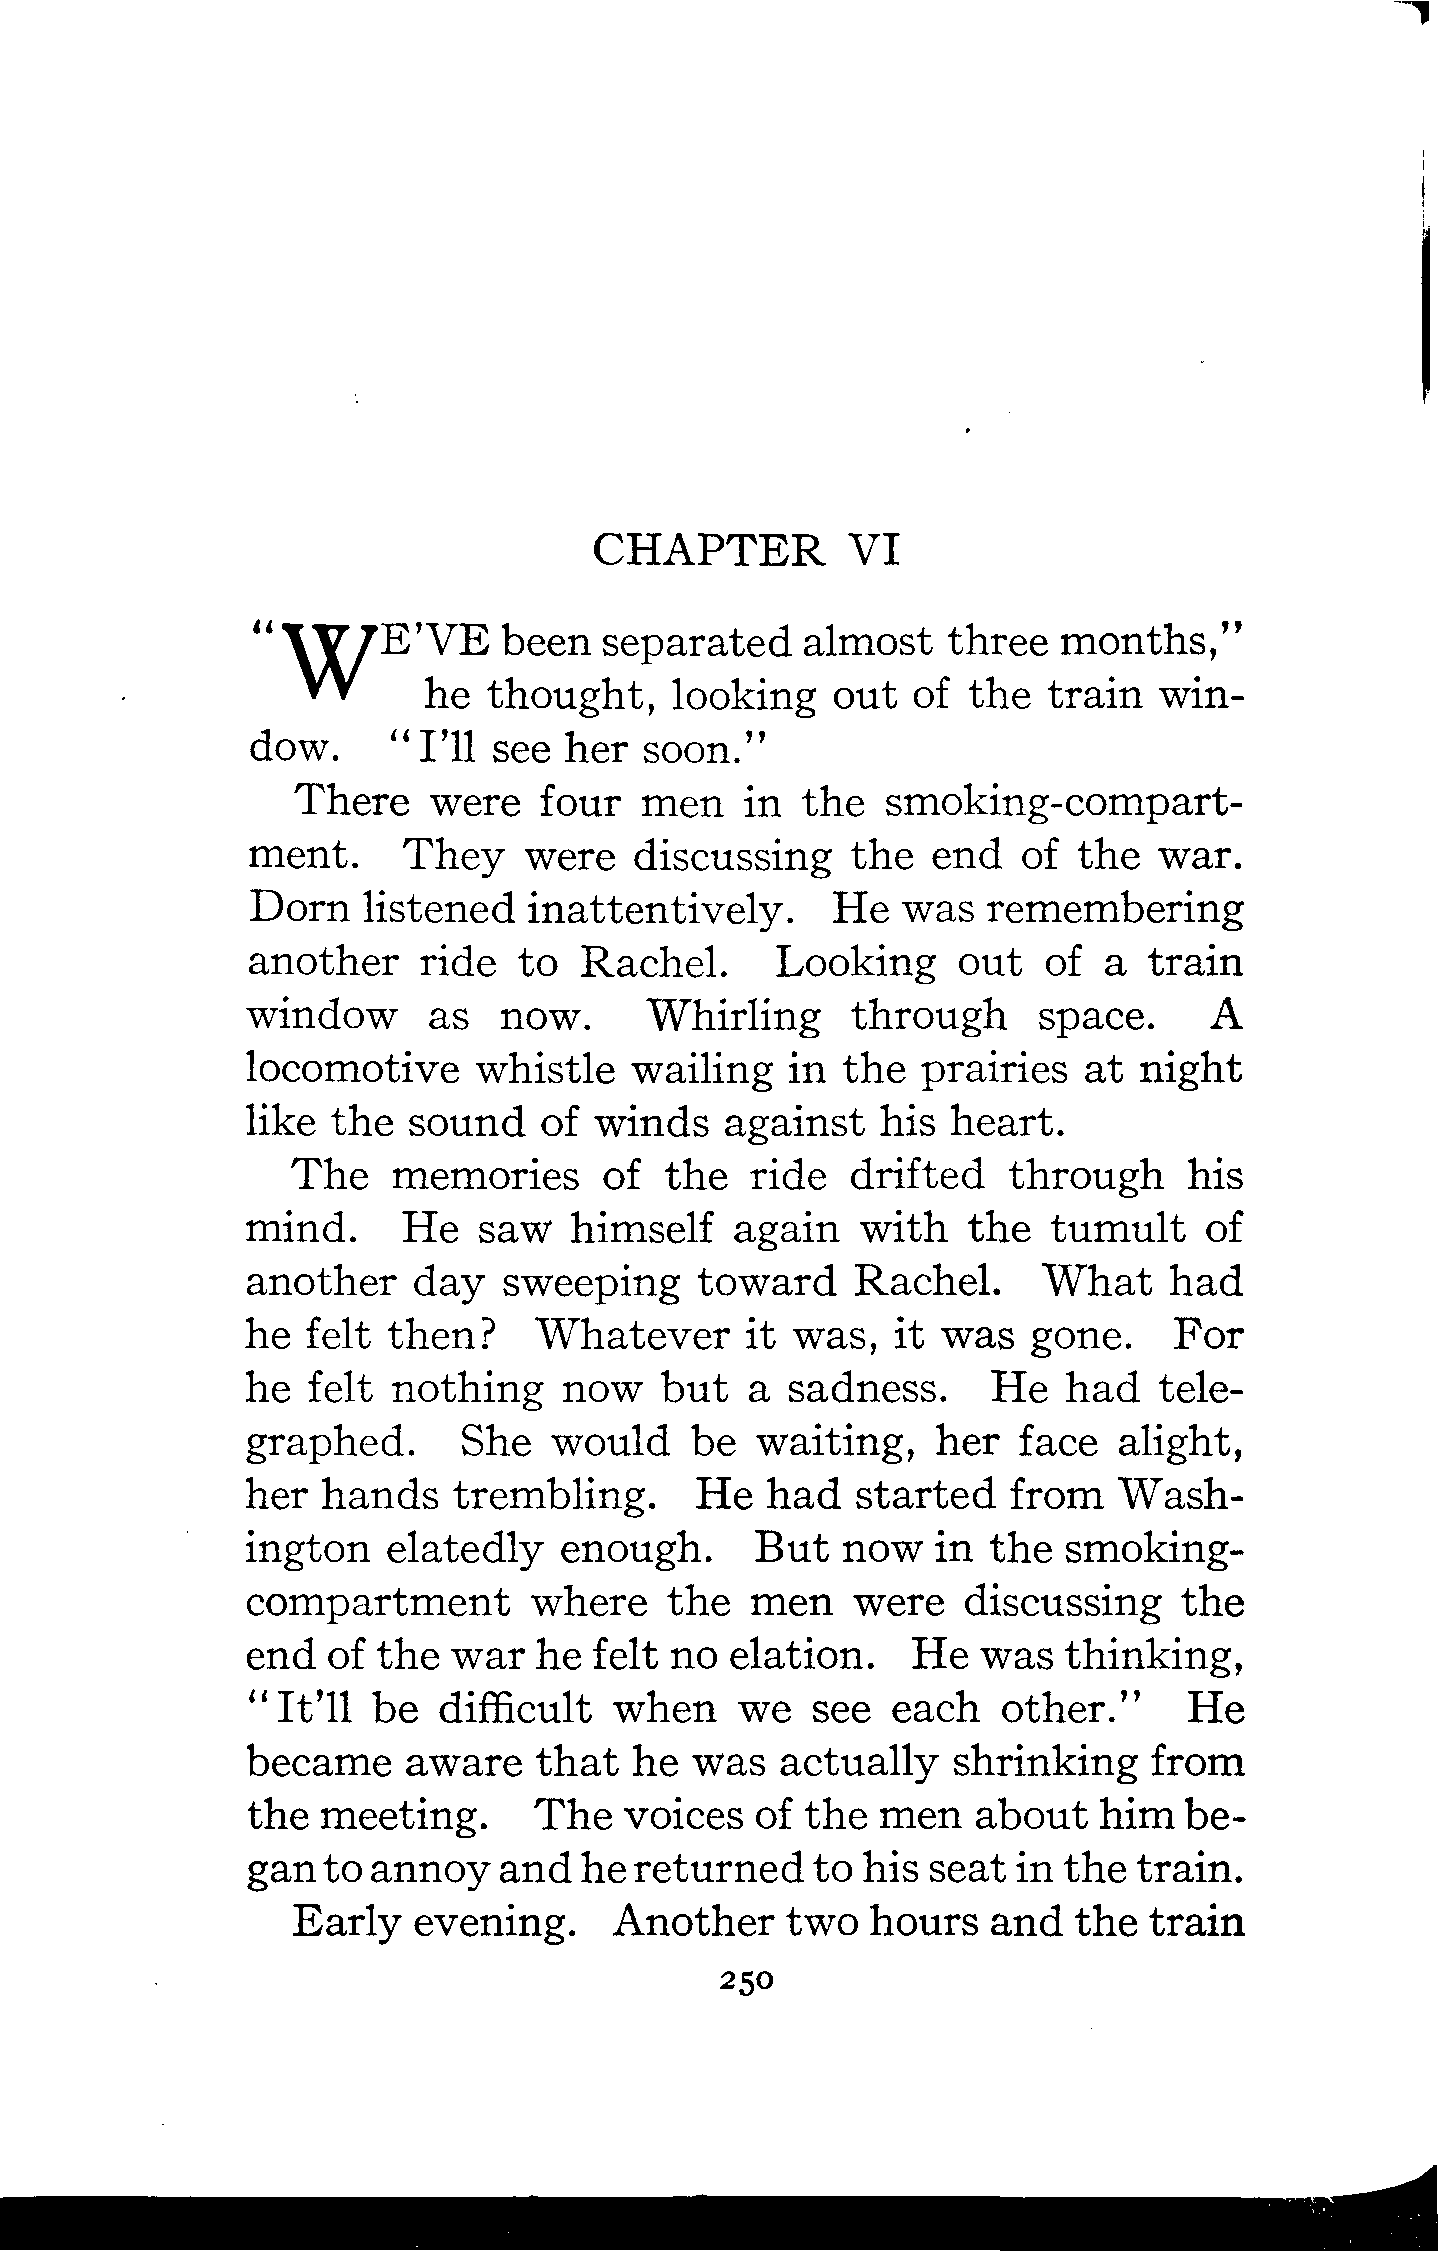 CHAPTER VI
“WE’VE been separated almost three months,”
he thought, looking out of the train win-
dow. “I’ll see her soon.”
There were four men in the smoking-compart-
ment. They were discussing the end of the war.
Dorn listened inattentively. He was remembering
another ride to Rachel. Looking out of a train
window as now. Whirling through space. A
locomotive whistle wailing in the prairies at night
like the sound of winds against his heart.
The memories of the ride drifted through his
mind. He saw himself again with the tumult of
another day sweeping toward Rachel. What had
he felt then? Whatever it was, it was gone. For
he felt nothing now but a sadness. He had tele-
graphed. She would be waiting, her face alight,
her hands trembling. He had started from Wash-
ington elatedly enough. But now in the smoking-
compartment where the men were discussing the
end of the war he felt no elation. He was thinking,
“It’ll be difficult when we see each other.” He
became aware that he was actually shrinking from
the meeting. The voices of the men about him be-
gan to annoy and he returned to his seat in the train.
Early evening. Another two hours and the train
250